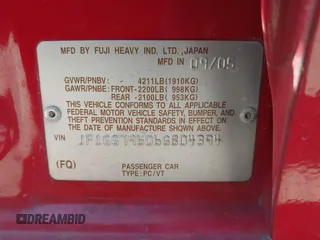 MFD BY FUJI HEAVY IND. LTD., JAPAN
09/05
GVWR/PNBV: 4211LB(1910KG)
GAWR/PNBE: FRONT-2200LB( 998KG)
REAR -2100LB( 953KG)
THIS VEHICLE CONFORMS TO ALL APPLICABLE
FEDERAL MOTOR VEHICLE SAFETY, BUMPER,
AND THEFT PREVENTION STANDARDS IN
EFFECT ON THE DATE OF MANUFACTURE
SHOWN ABOVE.
VIN
(FQ)
PASSENGER CAR
TYPE: PC/VT
DREAMBID